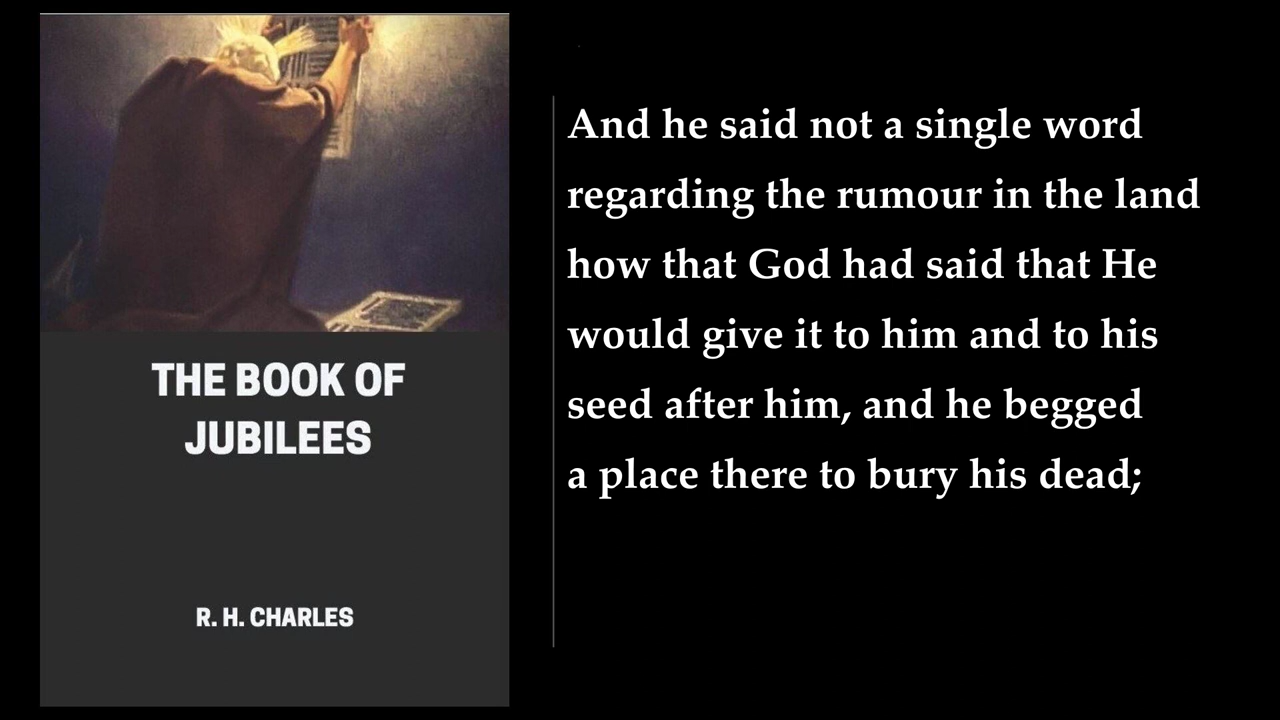 THE BOOK OF
JUBILEES
R. H. CHARLES
And he said not a single word
regarding the rumour in the land
how that God had said that He
would give it to him and to his
seed after him, and he begged
a place there to bury his dead;